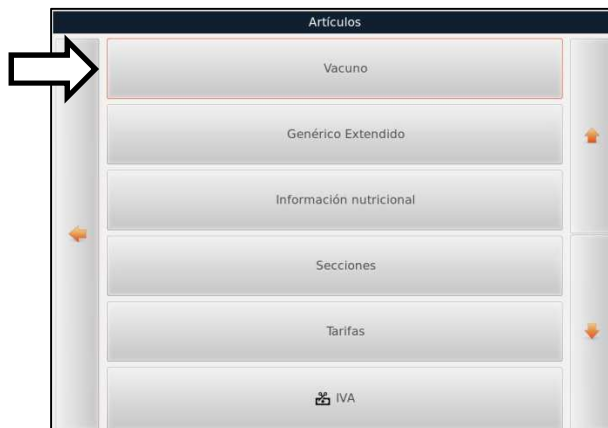 Artículos
Vacuno
Genérico Extendido
Información nutricional
Secciones
Tarifas
IVA